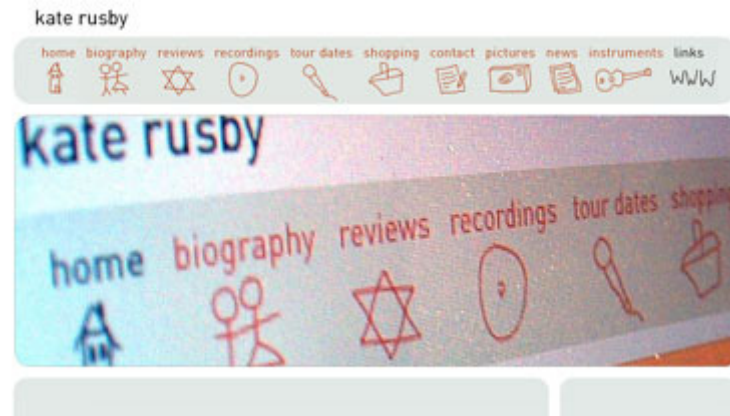 kate rusby
home biography reviews recordings tour dates shopping contact pictures news instruments links
WWW
kate rusby
home biography reviews recordings tour dates shopping